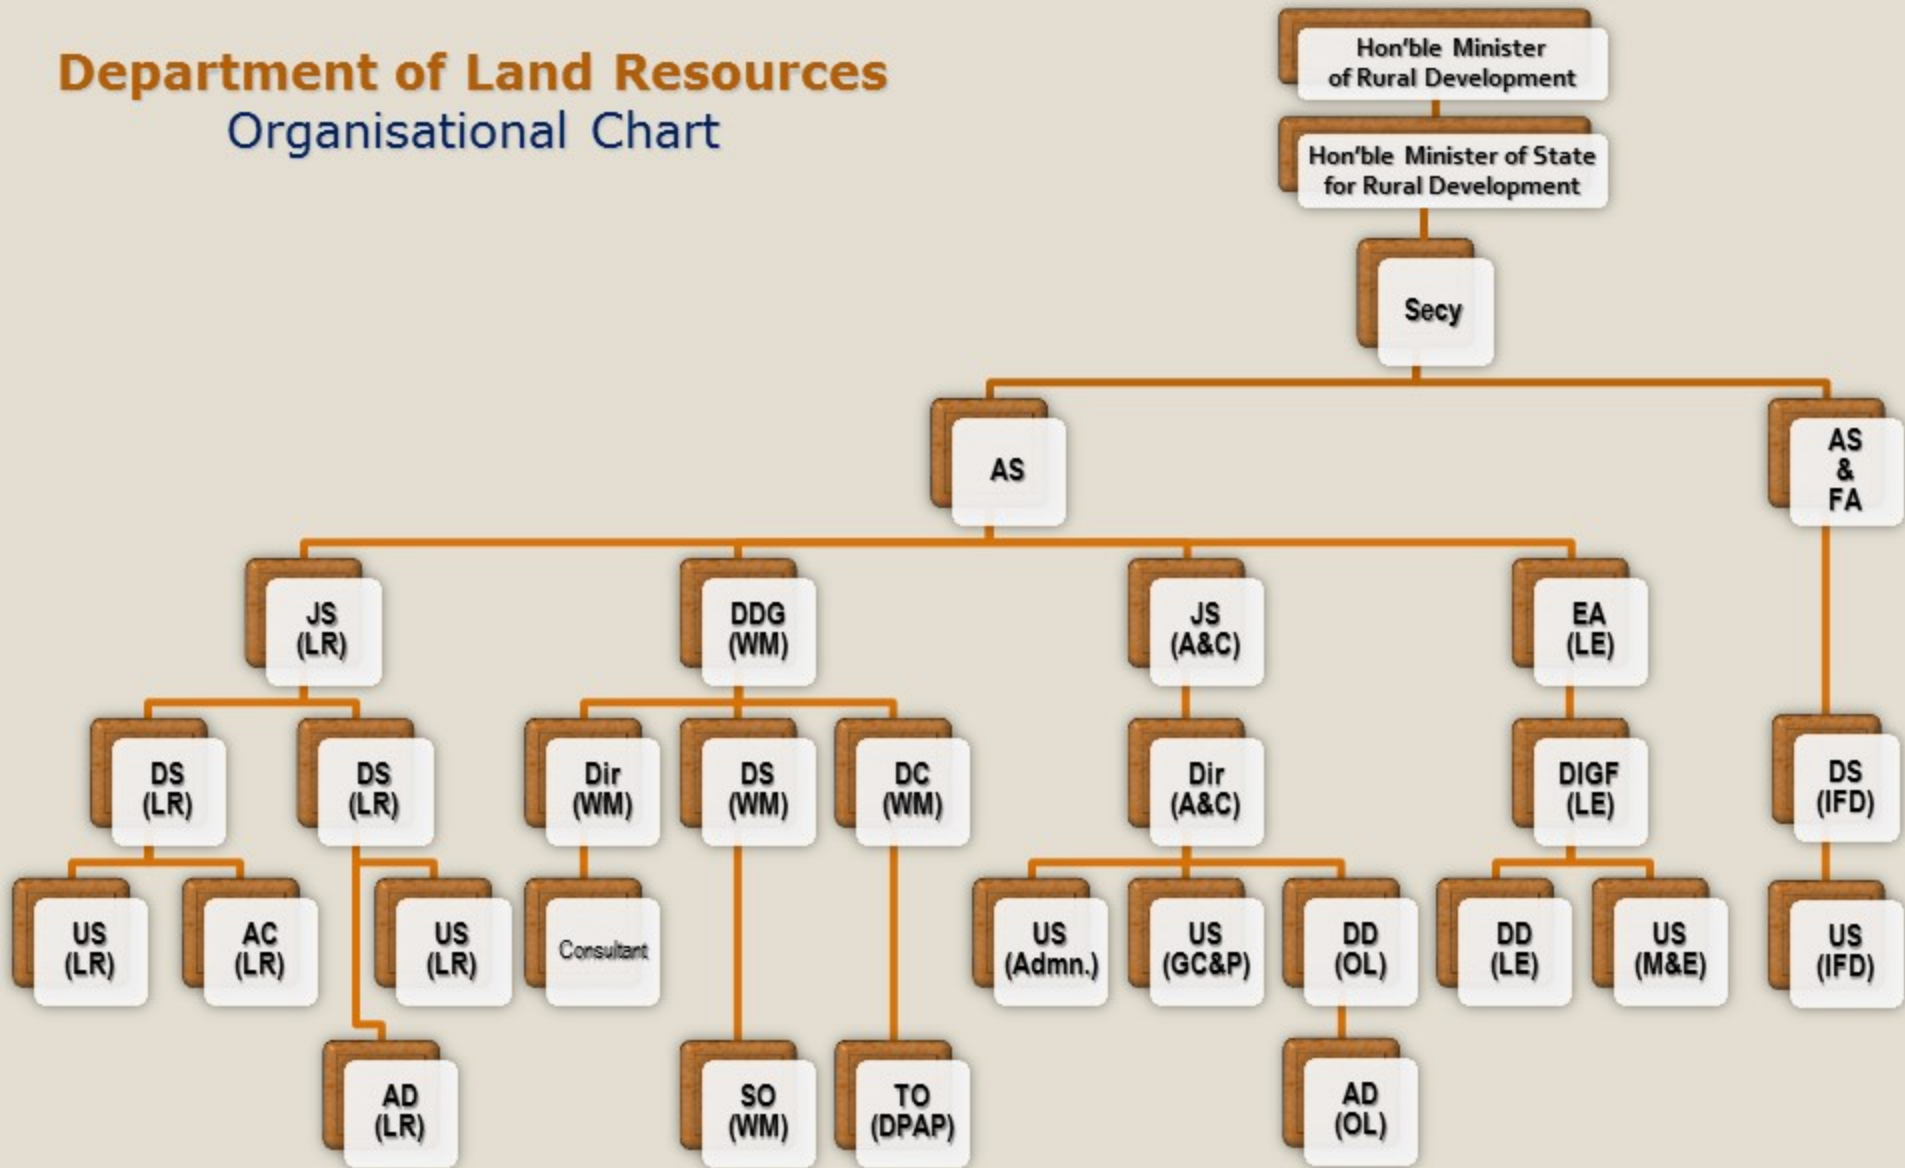 Department of Land Resources
Organisational Chart
Hon'ble Minister
of Rural Development
Hon'ble Minister of State
for Rural Development
Secy
AS
AS
&
FA
JS
(LR)
DDG
(WM)
JS
(A&C)
EA
(LE)
DS
(LR)
DS
(LR)
Dir
(WM)
DS
(WM)
DC
(WM)
Dir
(A&C)
DIGF
(LE)
DS
(IFD)
US
(LR)
AC
(LR)
US
(LR)
Consultant
US
(Admn.)
US
(GC&P)
DD
(OL)
DD
(LE)
US
(M&E)
US
(IFD)
AD
(LR)
SO
(WM)
TO
(DPAP)
AD
(OL)